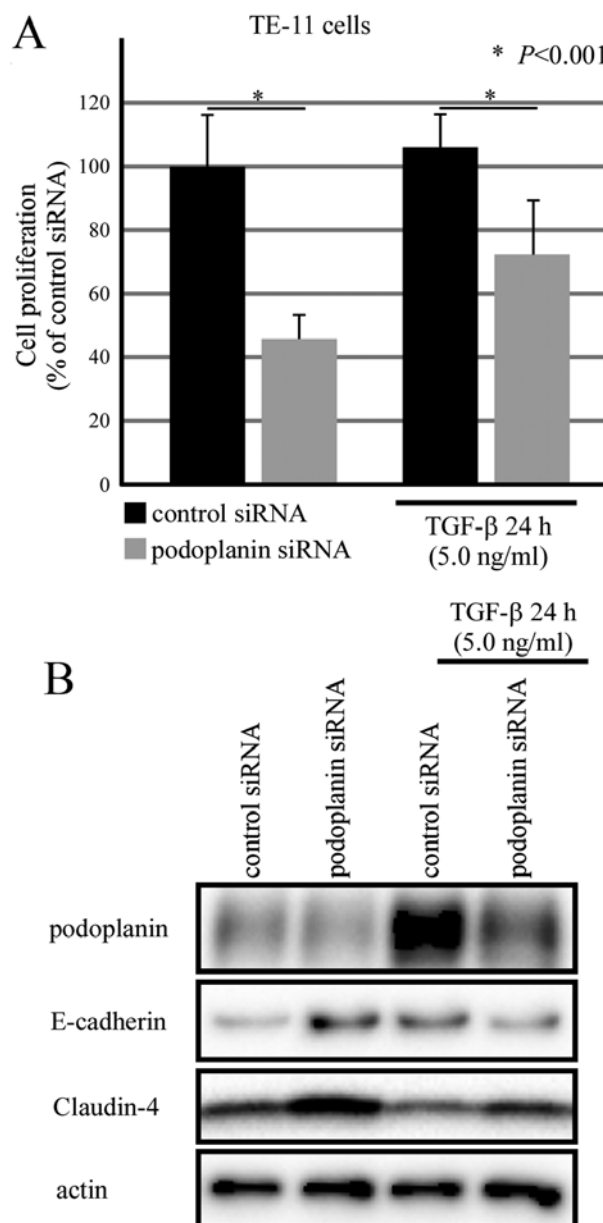 A
TE-11 cells
* P<0.001
Cell proliferation
(% of control siRNA)
120
100
80
60
40
20
0
*
*
control siRNA
podoplanin siRNA
TGF-β 24 h
(5.0 ng/ml)
B
TGF-β 24 h
(5.0 ng/ml)
control siRNA
podoplanin siRNA
control siRNA
podoplanin siRNA
podoplanin
E-cadherin
Claudin-4
actin